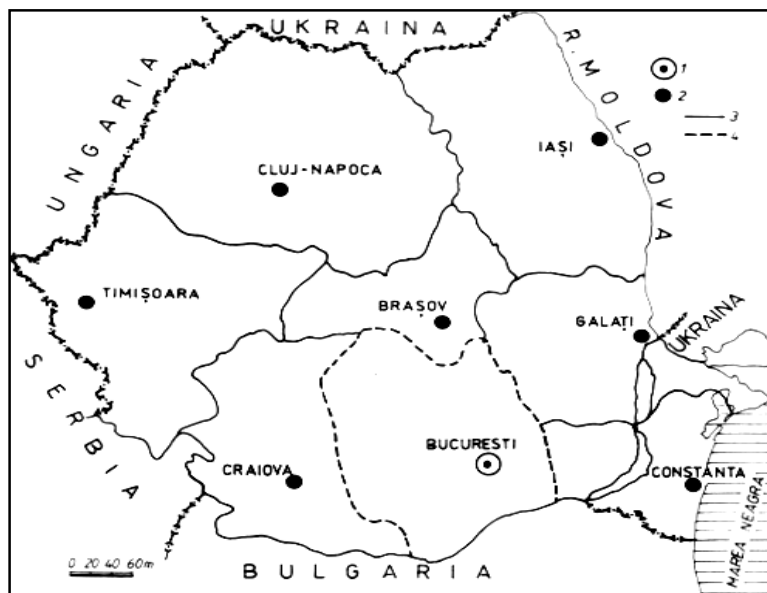 UKRAINA
UNGARIA
R. MOLDOVA
1
2
3
4
IAȘI
CLUJ-NAPOCA
TIMIȘOARA
BRAȘOV
GALAȚI
UKRAINA
SERBIA
BUCUREȘTI
CRAIOVA
CONSTANTA
MAREA NEAGRA
0 20 40 60m
BULGARIA